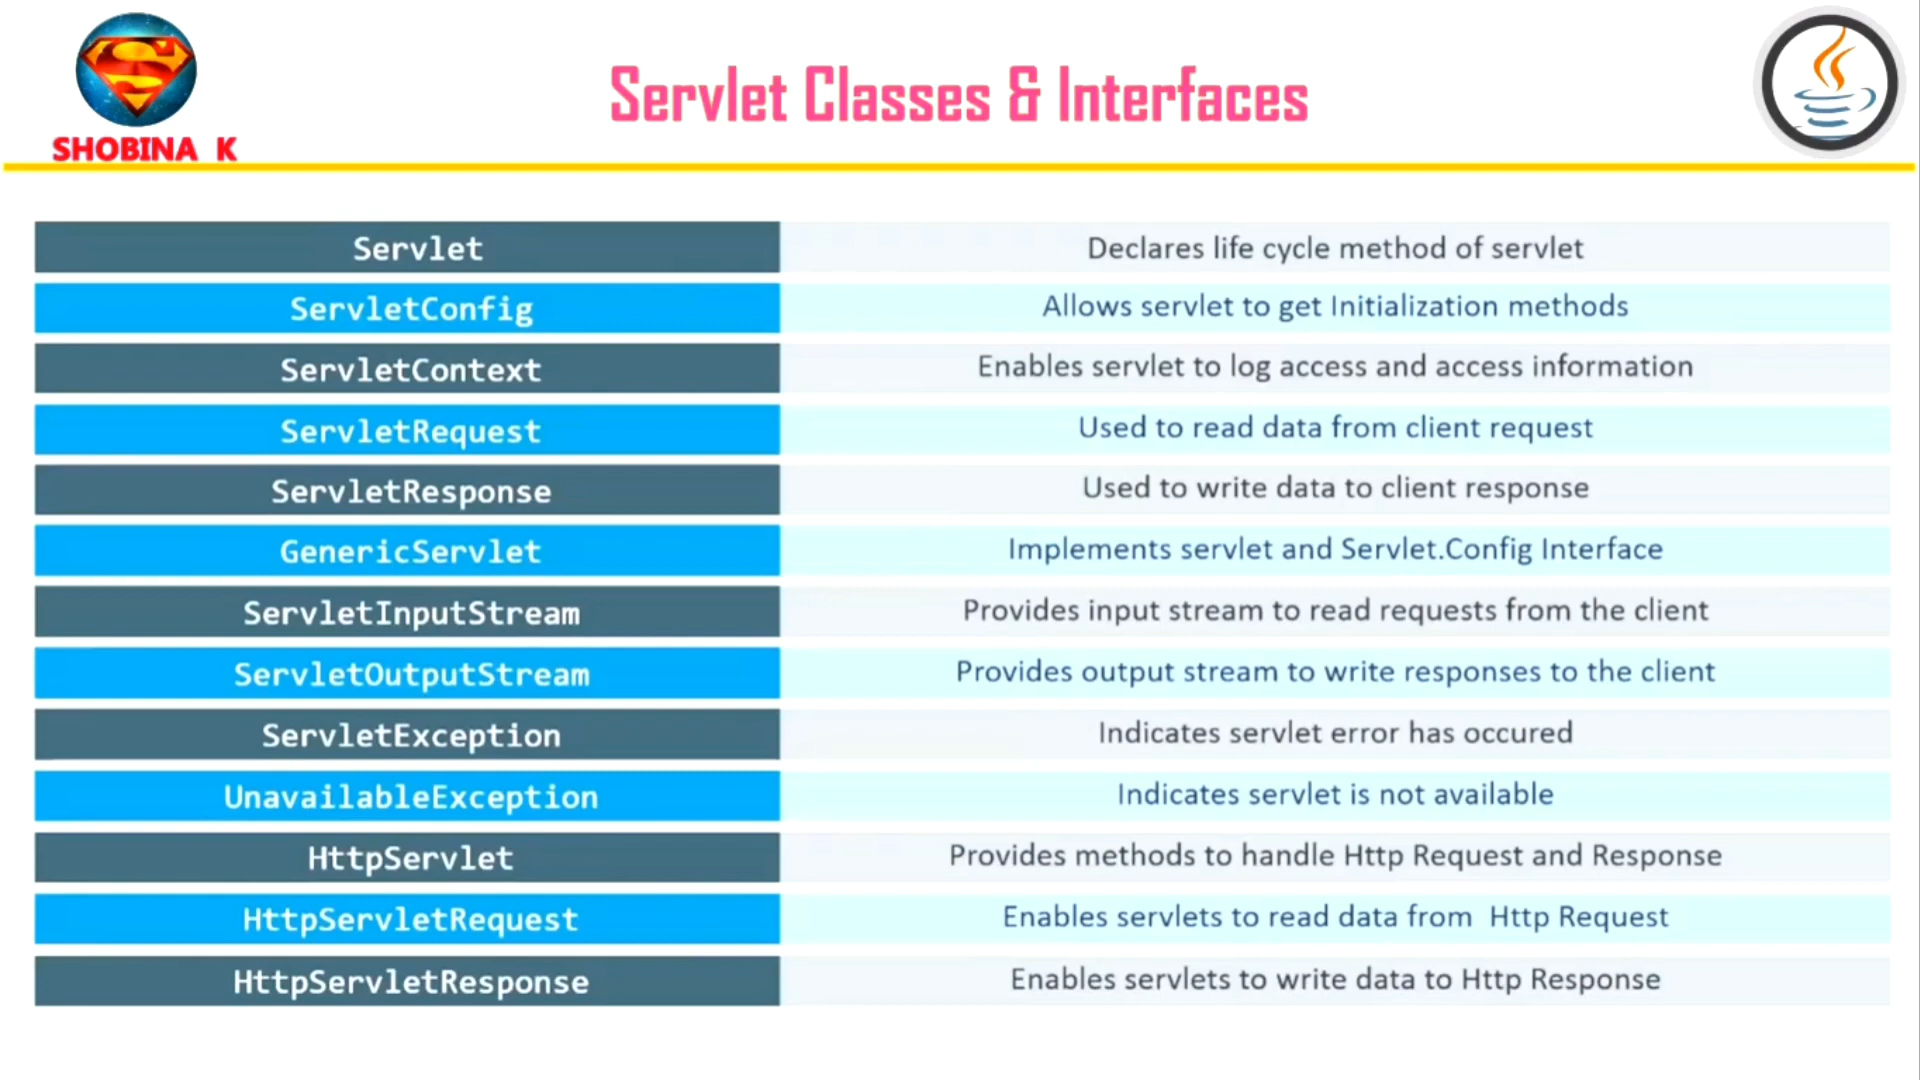 SHOBINA K
Servlet Classes & Interfaces
Servlet Declares life cycle method of servlet
ServletConfig Allows servlet to get Initialization methods
ServletContext Enables servlet to log access and access information
ServletRequest Used to read data from client request
ServletResponse Used to write data to client response
GenericServlet Implements servlet and Servlet.Config Interface
ServletInputStream Provides input stream to read requests from the client
ServletOutputStream Provides output stream to write responses to the client
ServletException Indicates servlet error has occured
UnavailableException Indicates servlet is not available
HttpServlet Provides methods to handle Http Request and Response
HttpServletRequest Enables servlets to read data from Http Request
HttpServletResponse Enables servlets to write data to Http Response